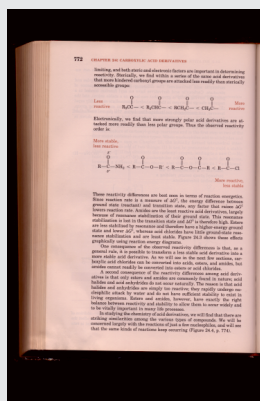 772 CHAPTER 24 CARBOXYLIC ACID DERIVATIVES
limiting, and both steric and electronic factors are important in determining
reactivity. Sterically, we find within a series of the same acid derivatives
that more hindered carbonyl groups are attacked less readily than sterically
accessible groups:
Less reactive
R₃CC— < R₂CHC— < RCH₂C— < CH₃C—
More reactive
Electronically, we find that more strongly polar acid derivatives are at-
tacked more readily than less polar groups. Thus the observed reactivity
order is
More stable,
less reactive
R—C—NH₂ < R—C—O—R' < R—C—O—C—R < R—C—Cl
More reactive,
less stable
These reactivity differences are best seen in terms of reaction energetics.
Since reaction rate is a measure of ΔG‡, the energy difference between
ground state (reactant) and transition state, any factor that raises ΔG‡
lowers reaction rate. Amides are the least reactive acid derivatives, largely
because of resonance stabilization of their ground state. This resonance
stabilization is lost in the transition state and ΔG‡ is therefore high. Esters
are less stabilized by resonance and therefore have a higher-energy ground
state and lower ΔG‡, whereas acid chlorides have little ground-state reso-
nance stabilization and are least stable. Figure 24.3 shows these effects
graphically using reaction energy diagrams.
One consequence of the observed reactivity differences is that, as a
general rule, it is possible to transform a less stable acid derivative into a
more stable acid derivative. As we will see in the next few sections, car-
boxylic acid chlorides can be converted into acids, esters, and amides, but
amides cannot readily be converted into esters or acid chlorides.
A second consequence of the reactivity differences among acid deriv-
atives is that only esters and amides are commonly found in nature; acid
halides and acid anhydrides do not occur naturally. The reason is that acid
halides and anhydrides are simply too reactive; they rapidly undergo nu-
cleophilic attack by water and do not have sufficient stability to exist in
living organisms. Esters and amides, however, have exactly the right
balance between reactivity and stability to allow them to occur widely and
to be vitally important in many life processes.
In studying the chemistry of acid derivatives, we will find that there are
striking similarities among the various types of compounds. We will be
concerned largely with the reactions of just a few nucleophiles, and will see
that the same kinds of reactions keep recurring (Figure 24.4, p. 774).